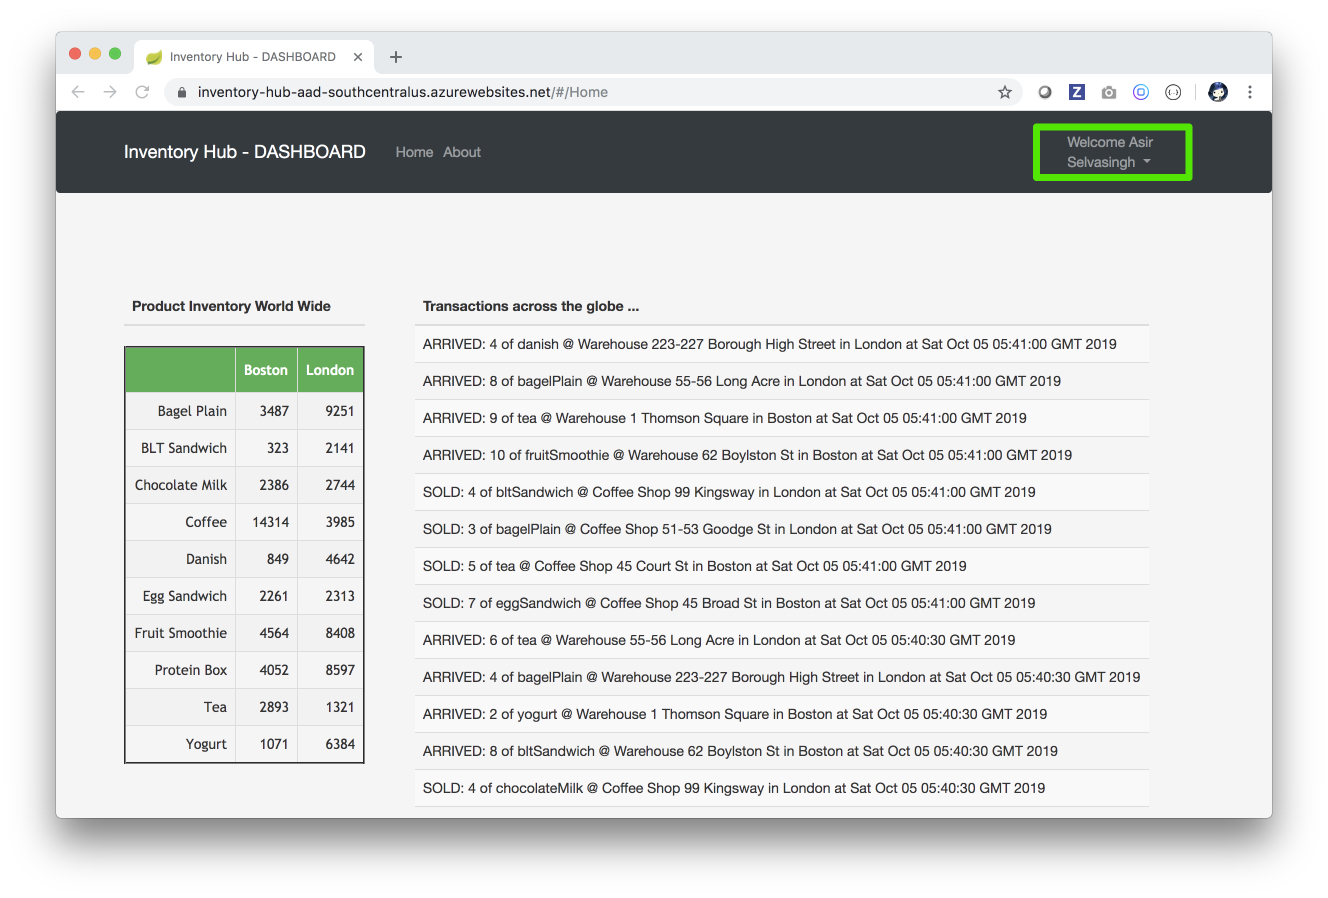 Inventory Hub - DASHBOARD
inventory-hub-aad-southcentralus.azurewebsites.net/#/Home
Z
Inventory Hub - DASHBOARD Home About
Welcome Asir
Selvasingh
Product Inventory World Wide
Boston London
Bagel Plain 3487 9251
BLT Sandwich 323 2141
Chocolate Milk 2386 2744
Coffee 14314 3985
Danish 849 4642
Egg Sandwich 2261 2313
Fruit Smoothie 4564 8408
Protein Box 4052 8597
Tea 2893 1321
Yogurt 1071 6384
Transactions across the globe ...
ARRIVED: 4 of danish @ Warehouse 223-227 Borough High Street in London at Sat Oct 05 05:41:00 GMT 2019
ARRIVED: 8 of bagelPlain @ Warehouse 55-56 Long Acre in London at Sat Oct 05 05:41:00 GMT 2019
ARRIVED: 9 of tea @ Warehouse 1 Thomson Square in Boston at Sat Oct 05 05:41:00 GMT 2019
ARRIVED: 10 of fruitSmoothie @ Warehouse 62 Boylston St in Boston at Sat Oct 05 05:41:00 GMT 2019
SOLD: 4 of bltSandwich @ Coffee Shop 99 Kingsway in London at Sat Oct 05 05:41:00 GMT 2019
SOLD: 3 of bagelPlain @ Coffee Shop 51-53 Goodge St in London at Sat Oct 05 05:41:00 GMT 2019
SOLD: 5 of tea @ Coffee Shop 45 Court St in Boston at Sat Oct 05 05:41:00 GMT 2019
SOLD: 7 of eggSandwich @ Coffee Shop 45 Broad St in Boston at Sat Oct 05 05:41:00 GMT 2019
ARRIVED: 6 of tea @ Warehouse 55-56 Long Acre in London at Sat Oct 05 05:40:30 GMT 2019
ARRIVED: 4 of bagelPlain @ Warehouse 223-227 Borough High Street in London at Sat Oct 05 05:40:30 GMT 2019
ARRIVED: 2 of yogurt @ Warehouse 1 Thomson Square in Boston at Sat Oct 05 05:40:30 GMT 2019
ARRIVED: 8 of bltSandwich @ Warehouse 62 Boylston St in Boston at Sat Oct 05 05:40:30 GMT 2019
SOLD: 4 of chocolateMilk @ Coffee Shop 99 Kingsway in London at Sat Oct 05 05:40:30 GMT 2019